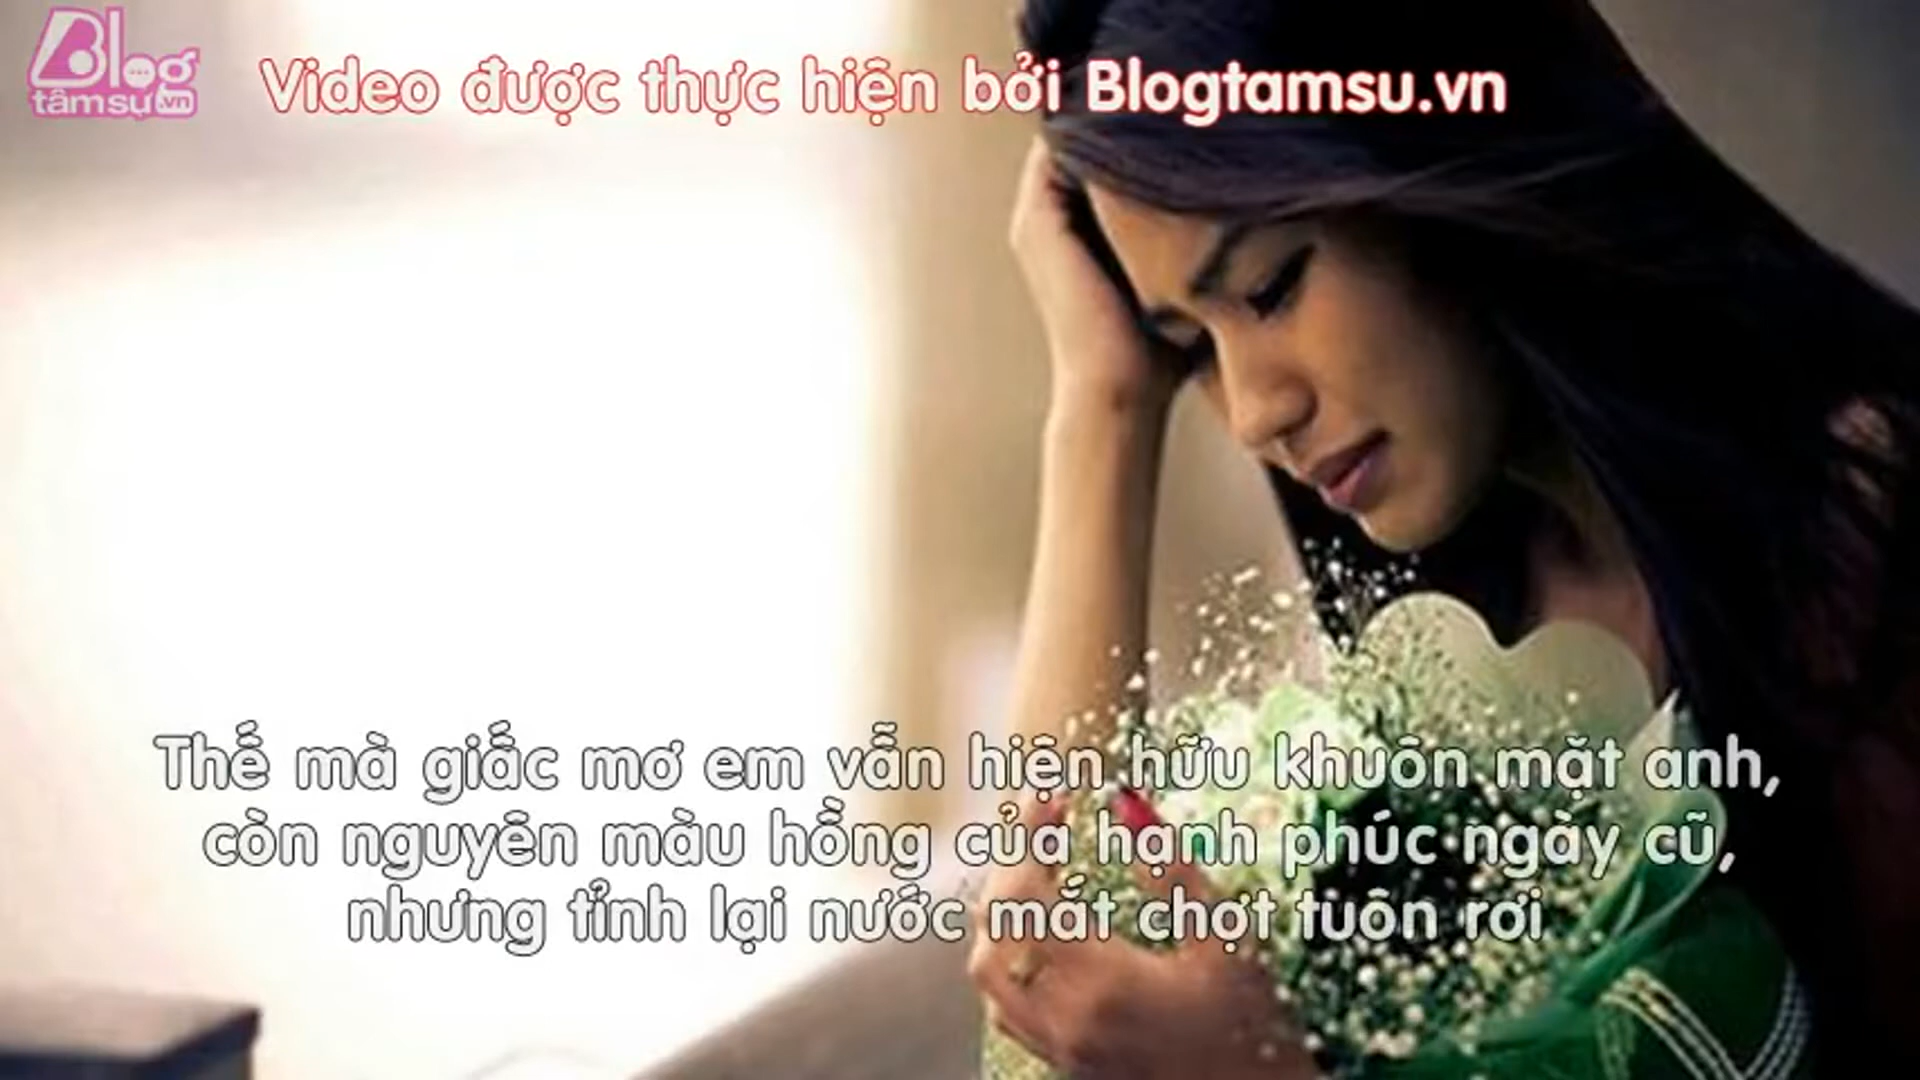 Blog
tâmsự.vn
Video được thực hiện bởi Blogtamsu.vn
Thế mà giấc mơ em vẫn hiện hữu khuôn mặt anh,
còn nguyên màu hồng của hạnh phúc ngày cũ,
nhưng tỉnh lại nước mắt chợt tuôn rơi